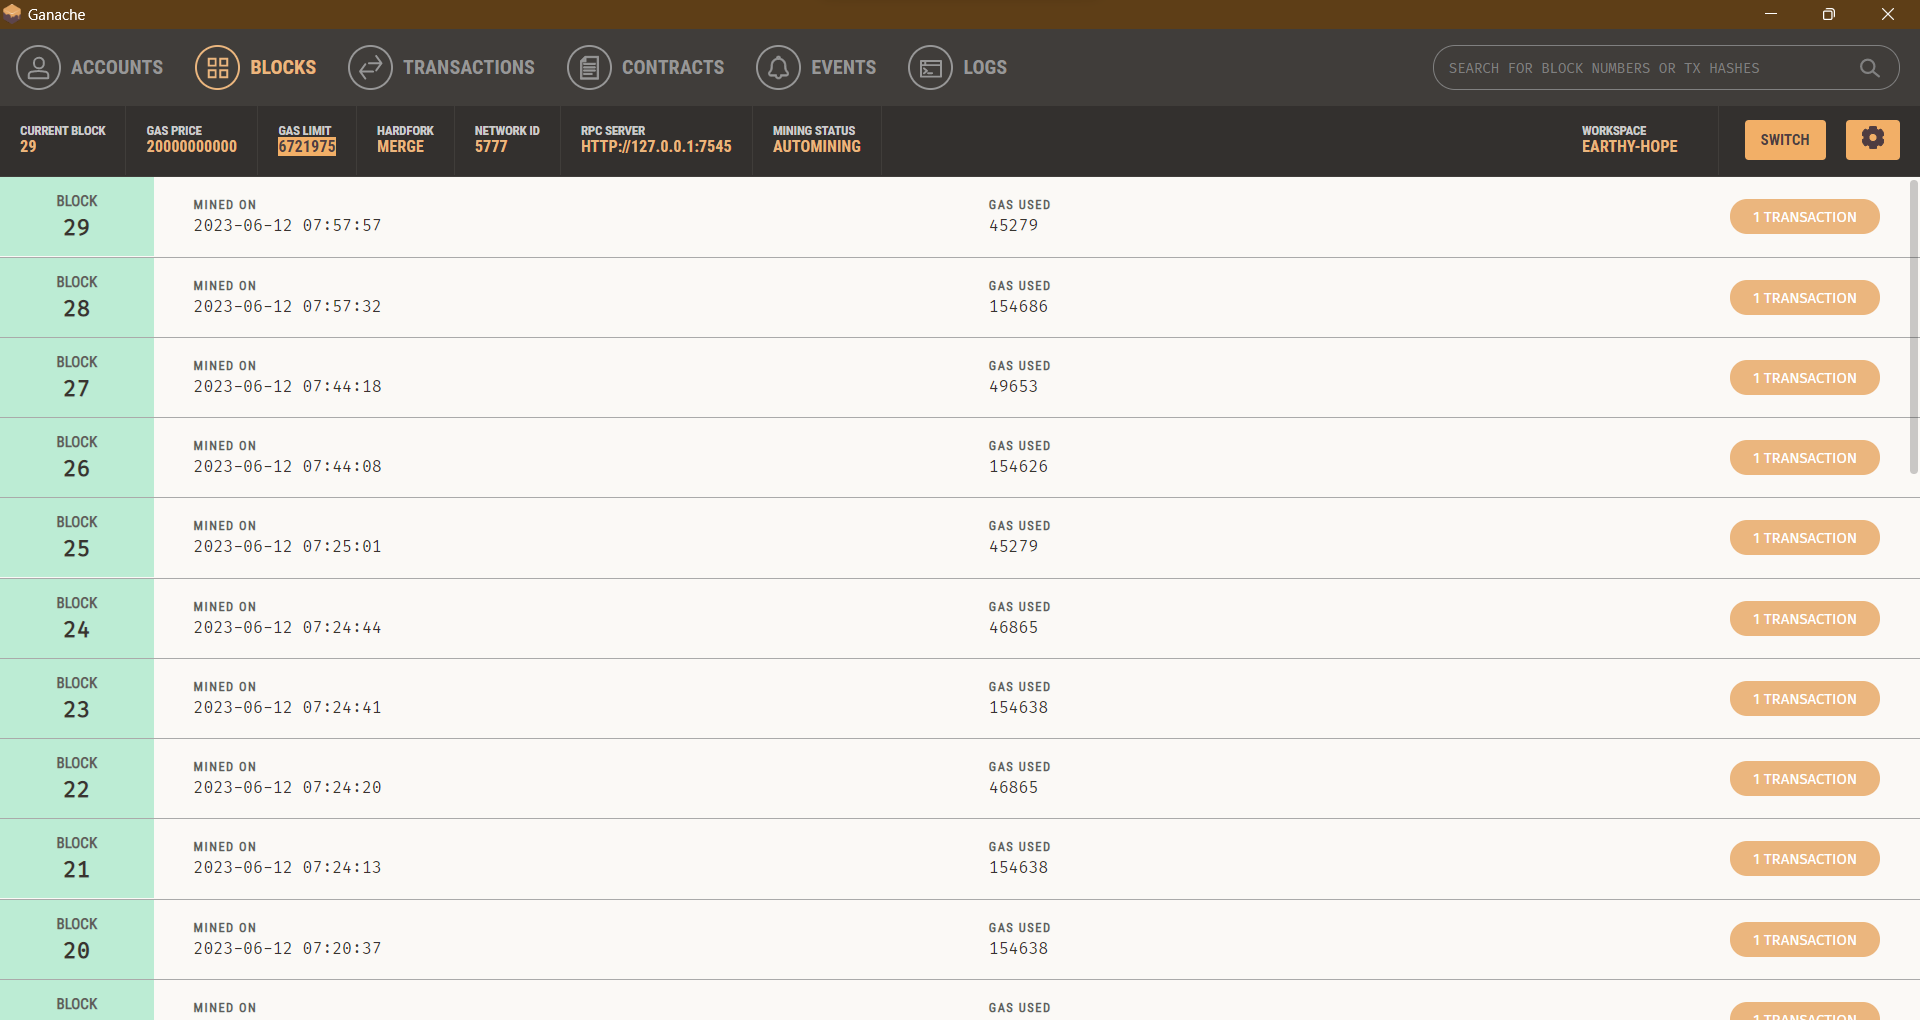 Ganache
ACCOUNTS BLOCKS TRANSACTIONS CONTRACTS EVENTS LOGS SEARCH FOR BLOCK NUMBERS OR TX HASHES
CURRENT BLOCK GAS PRICE GAS LIMIT HARDFORK NETWORK ID RPC SERVER MINING STATUS WORKSPACE
29 20000000000 6721975 MERGE 5777 HTTP://127.0.0.1:7545 AUTOMINING EARTHY-HOPE SWITCH
BLOCK MINED ON GAS USED
29 2023-06-12 07:57:57 45279 1 TRANSACTION
BLOCK MINED ON GAS USED
28 2023-06-12 07:57:32 154686 1 TRANSACTION
BLOCK MINED ON GAS USED
27 2023-06-12 07:44:18 49653 1 TRANSACTION
BLOCK MINED ON GAS USED
26 2023-06-12 07:44:08 154626 1 TRANSACTION
BLOCK MINED ON GAS USED
25 2023-06-12 07:25:01 45279 1 TRANSACTION
BLOCK MINED ON GAS USED
24 2023-06-12 07:24:44 46865 1 TRANSACTION
BLOCK MINED ON GAS USED
23 2023-06-12 07:24:41 154638 1 TRANSACTION
BLOCK MINED ON GAS USED
22 2023-06-12 07:24:20 46865 1 TRANSACTION
BLOCK MINED ON GAS USED
21 2023-06-12 07:24:13 154638 1 TRANSACTION
BLOCK MINED ON GAS USED
20 2023-06-12 07:20:37 154638 1 TRANSACTION
BLOCK MINED ON GAS USED
1 TRANSACTION